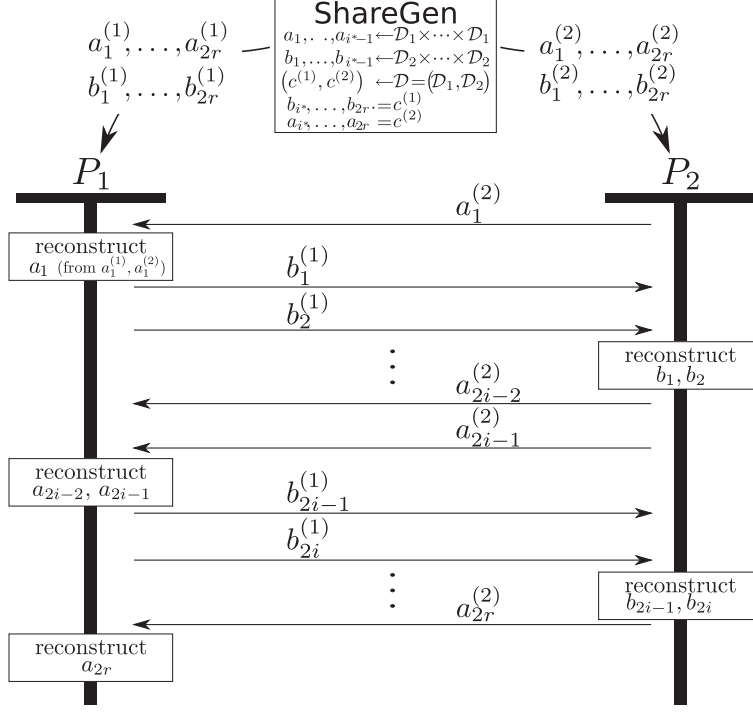 ShareGen
a_1,...,a_{i^*-1}←𝒟_1×⋯×𝒟_1
b_1,...,b_{i^*-1}←𝒟_2×⋯×𝒟_2
(c^{(1)}, c^{(2)}) ←𝒟=(𝒟_1,𝒟_2)
b_{i^*},...,b_{2r}.=c^{(1)}
a_{i^*},...,a_{2r} =c^{(2)}
a_1^{(1)},...,a_{2r}^{(1)}
b_1^{(1)},...,b_{2r}^{(1)}
a_1^{(2)},...,a_{2r}^{(2)}
b_1^{(2)},...,b_{2r}^{(2)}
P_1
P_2
a_1^{(2)}
reconstruct
a_1 (from a_1^{(1)}, a_1^{(2)})
b_1^{(1)}
b_2^{(1)}
reconstruct
b_1, b_2
⋮
a_{2i-2}^{(2)}
a_{2i-1}^{(2)}
reconstruct
a_{2i-2}, a_{2i-1}
b_{2i-1}^{(1)}
b_{2i}^{(1)}
reconstruct
b_{2i-1}, b_{2i}
⋮
a_{2r}^{(2)}
reconstruct
a_{2r}